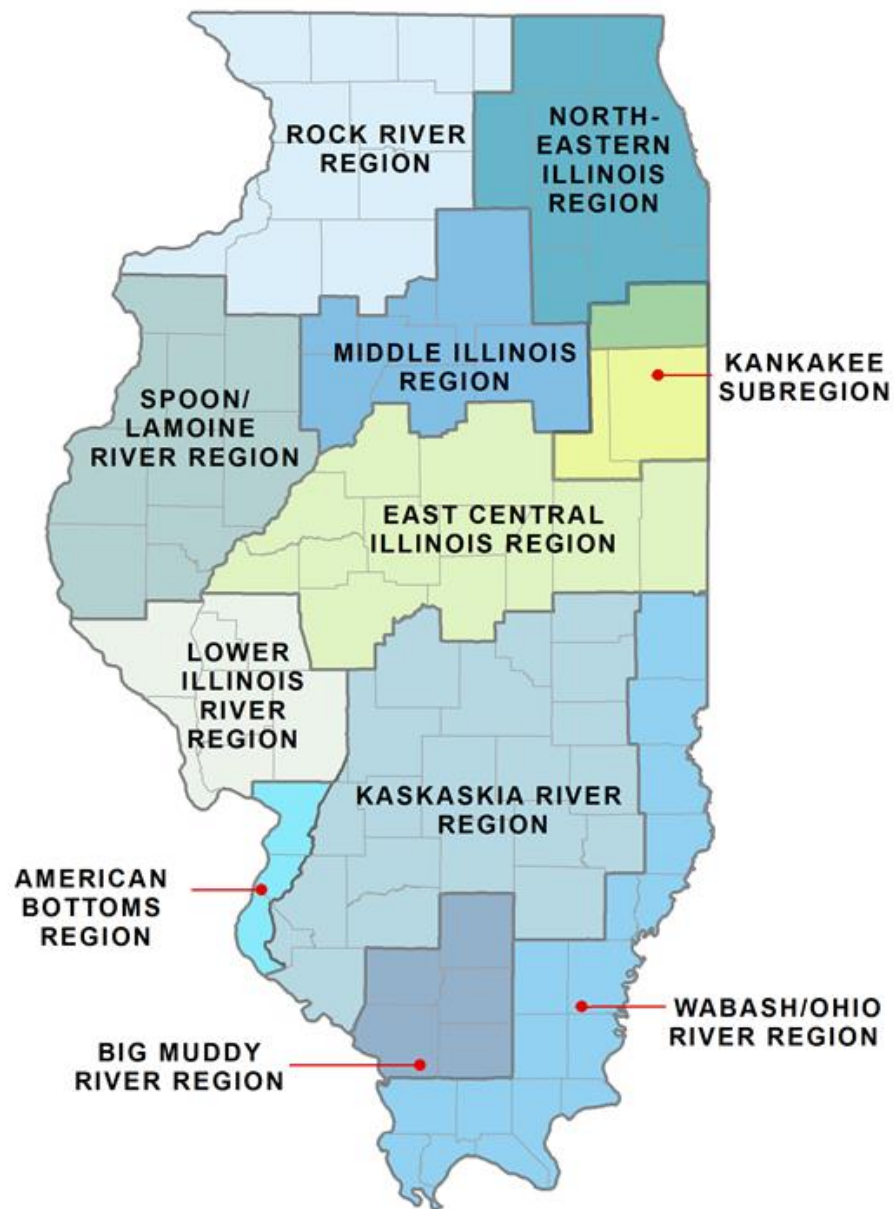 ROCK RIVER
REGION
NORTH-
EASTERN
ILLINOIS
REGION
MIDDLE ILLINOIS
REGION
KANKAKEE
SUBREGION
SPOON/
LAMOINE
RIVER REGION
EAST CENTRAL
ILLINOIS REGION
LOWER
ILLINOIS
RIVER
REGION
KASKASKIA RIVER
REGION
AMERICAN
BOTTOMS
REGION
WABASH/OHIO
RIVER REGION
BIG MUDDY
RIVER REGION